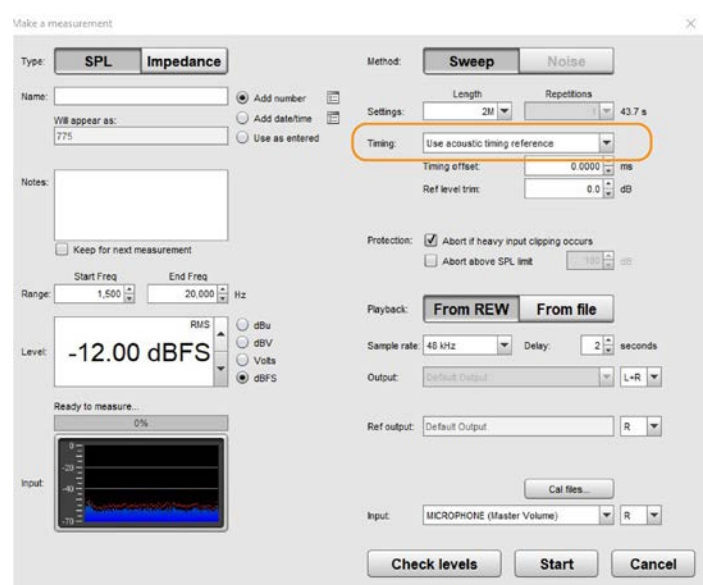 Make a measurement
Type: SPL Impedance
Name: Add number
Add date/time
Will appear as:
775
Use as entered
Notes:
Keep for next measurement
Start Freq End Freq
Range: 1,500 20,000 Hz
RMS
Level: -12.00 dBFS
dBu
dBV
Volts
dBFS
Ready to measure...
0%
Input:
0
-20
-40
-70
Method: Sweep Noise
Length Repetitions
Settings: 2M 1 43.7 s
Timing: Use acoustic timing reference
Timing offset: 0.0000 ms
Ref level trim: 0.0 dB
Protection: Abort if heavy input clipping occurs
Abort above SPL limit 100 dB
Playback: From REW From file
Sample rate: 48 kHz Delay: 2 seconds
Output: Default Output L+R
Ref output: Default Output R
Cal files...
Input: MICROPHONE (Master Volume) R
Check levels Start Cancel